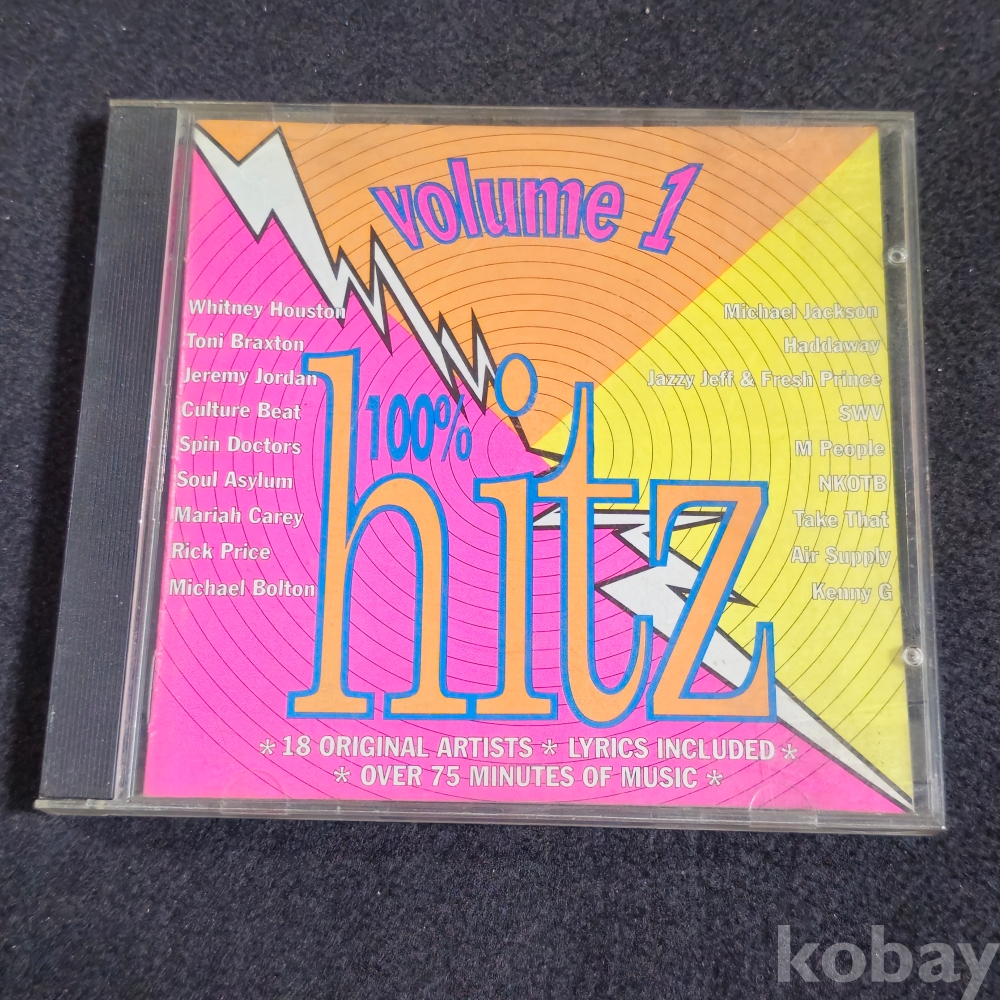 volume 1
Whitney Houston
Toni Braxton
Jeremy Jordan
Culture Beat
Spin Doctors
Soul Asylum
Mariah Carey
Rick Price
Michael Bolton
Michael Jackson
Haddaway
Jazzy Jeff & Fresh Prince
SWV
M People
NKOTB
Take That
Air Supply
Kenny G
100%
hitz
* 18 ORIGINAL ARTISTS * LYRICS INCLUDED *
* OVER 75 MINUTES OF MUSIC *
kobay